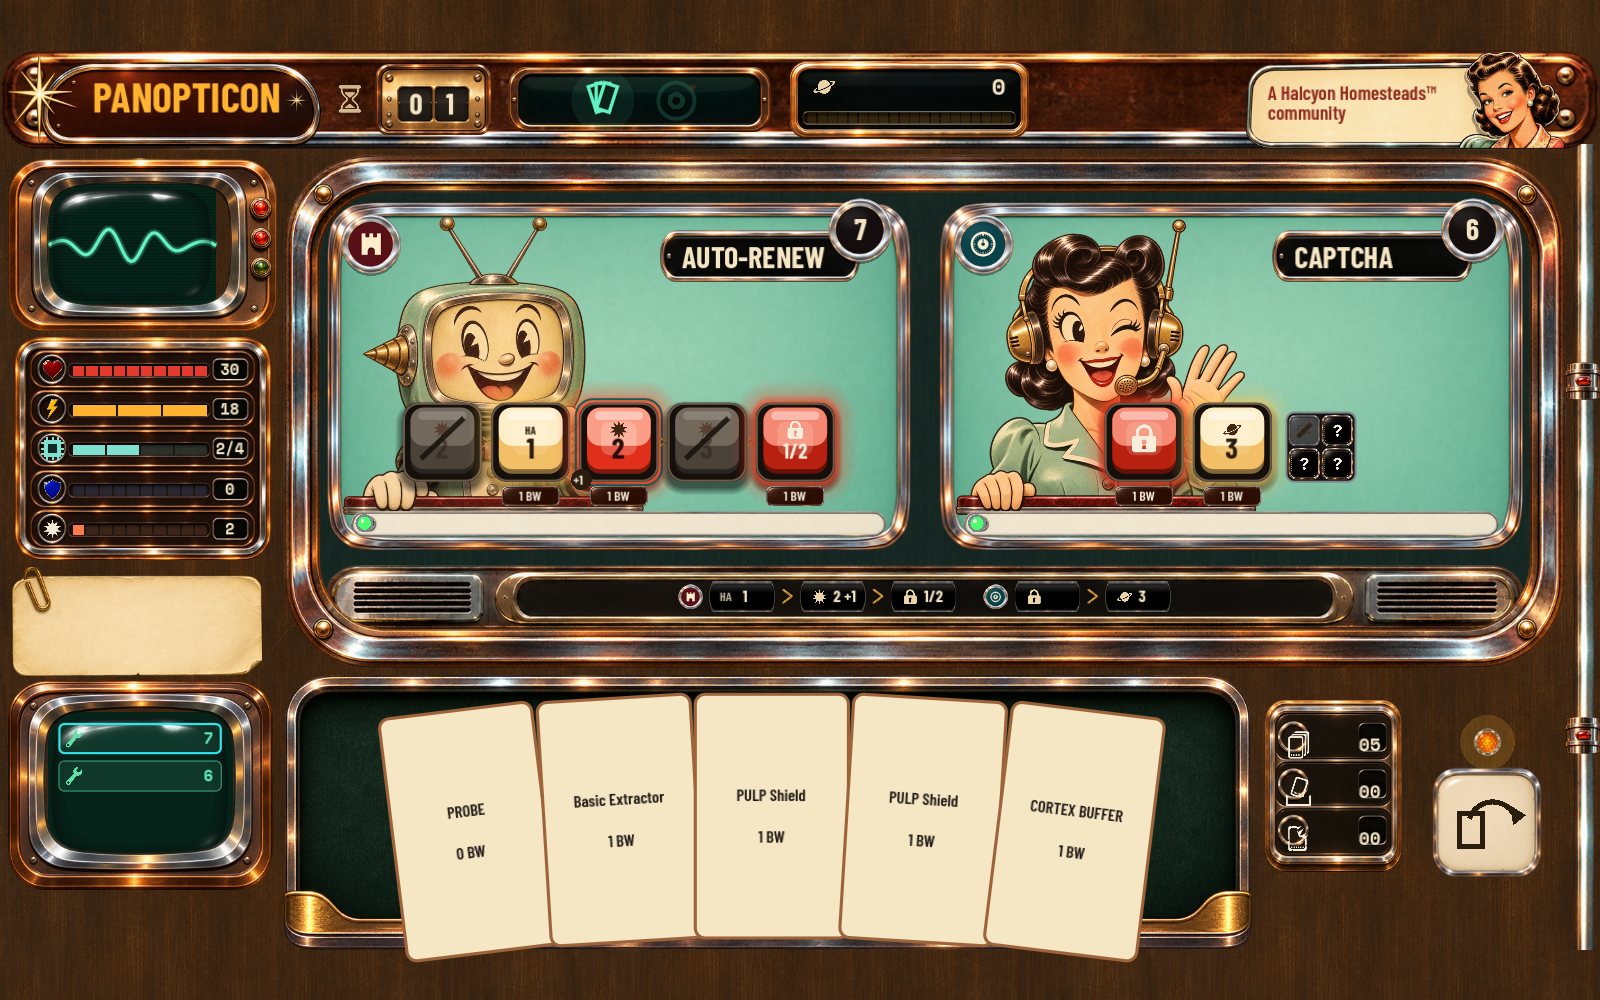 PANOPTICON
0 1
0
A Halcyon Homesteads™
community
AUTO-RENEW
7
CAPTCHA
6
30
18
2/4
0
2
2
HA
1
2
3
1/2
+1
1 BW
1 BW
1 BW
3
?
? ?
1 BW
1 BW
HA 1
2 +1
1/2
3
7
6
PROBE
0 BW
Basic Extractor
1 BW
PULP Shield
1 BW
PULP Shield
1 BW
CORTEX BUFFER
1 BW
05
00
00